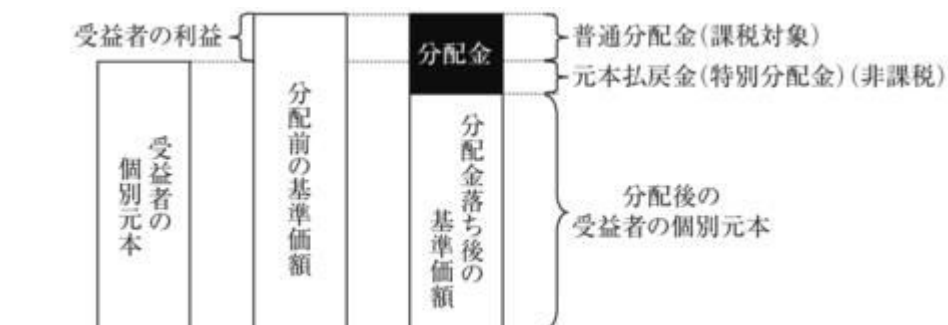 受益者の利益
受益者の
個別元本
分配前の基準価額
分配金
分配金落ち後の
基準価額
普通分配金(課税対象)
元本払戻金(特別分配金)(非課税)
分配後の
受益者の個別元本